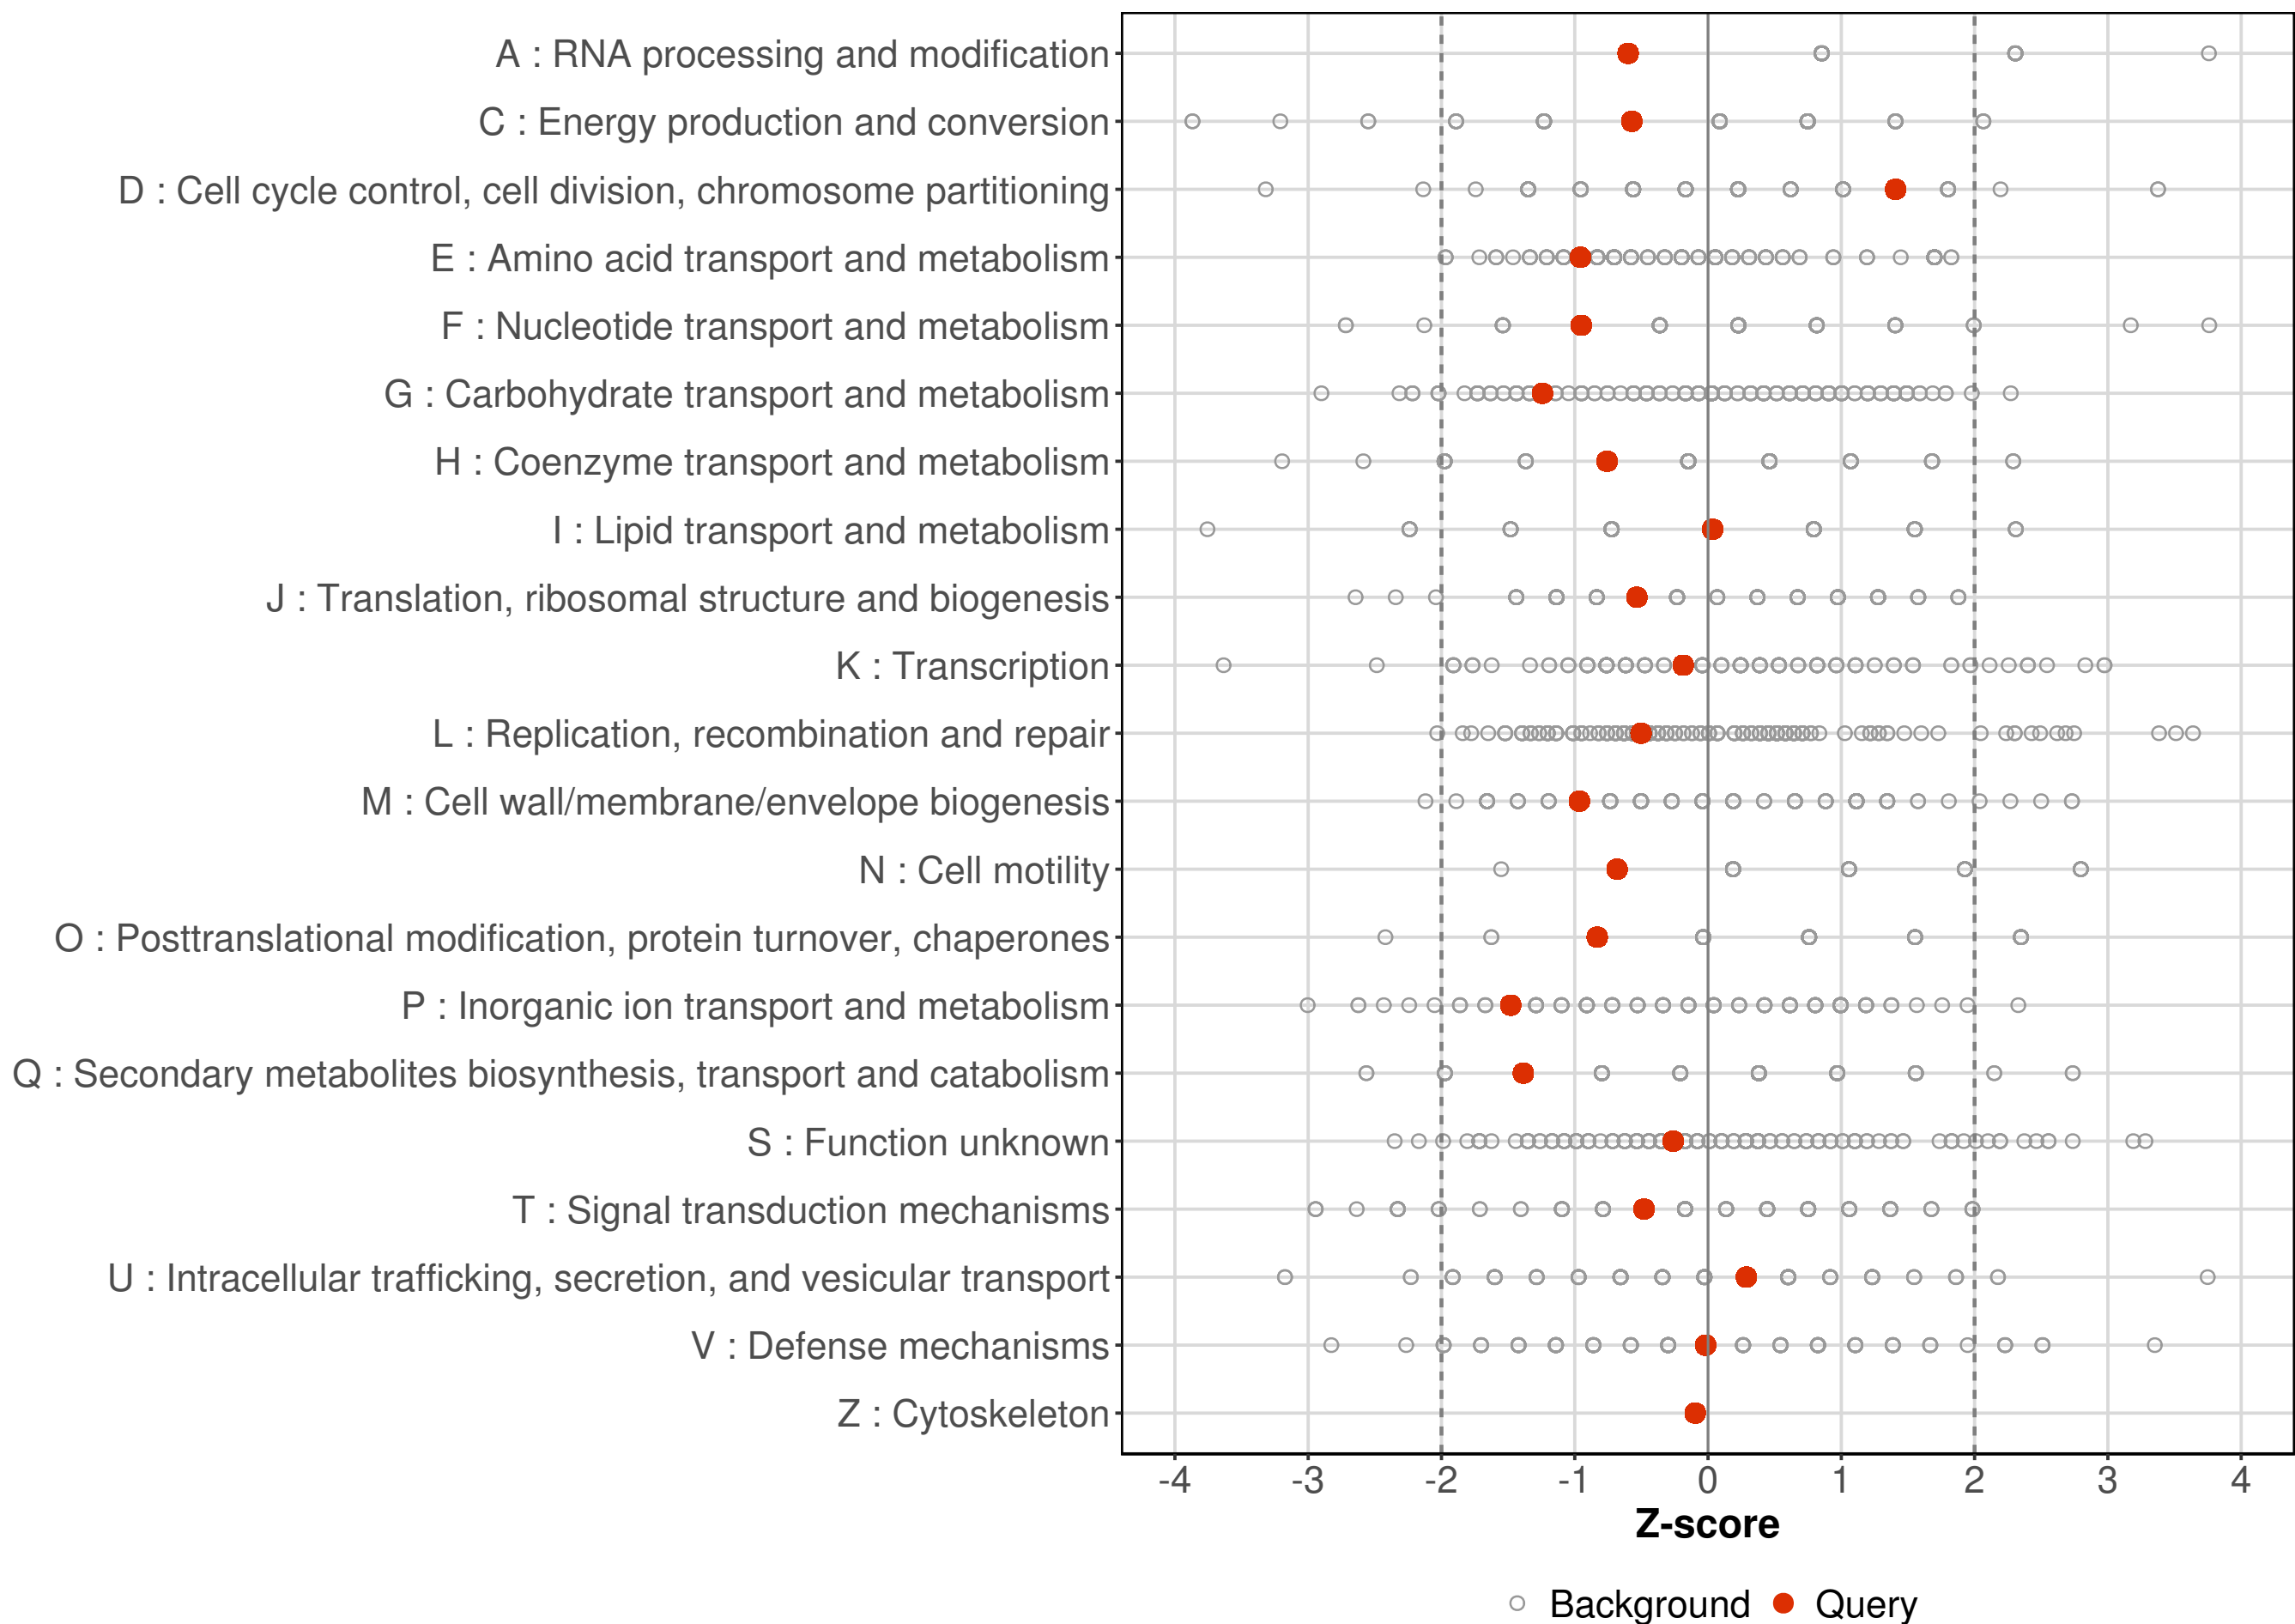 A : RNA processing and modification
C : Energy production and conversion
D : Cell cycle control, cell division, chromosome partitioning
E : Amino acid transport and metabolism
F : Nucleotide transport and metabolism
G : Carbohydrate transport and metabolism
H : Coenzyme transport and metabolism
I : Lipid transport and metabolism
J : Translation, ribosomal structure and biogenesis
K : Transcription
L : Replication, recombination and repair
M : Cell wall/membrane/envelope biogenesis
N : Cell motility
O : Posttranslational modification, protein turnover, chaperones
P : Inorganic ion transport and metabolism
Q : Secondary metabolites biosynthesis, transport and catabolism
S : Function unknown
T : Signal transduction mechanisms
U : Intracellular trafficking, secretion, and vesicular transport
V : Defense mechanisms
Z : Cytoskeleton
-4 -3 -2 -1 0 1 2 3 4
Z-score
Background Query